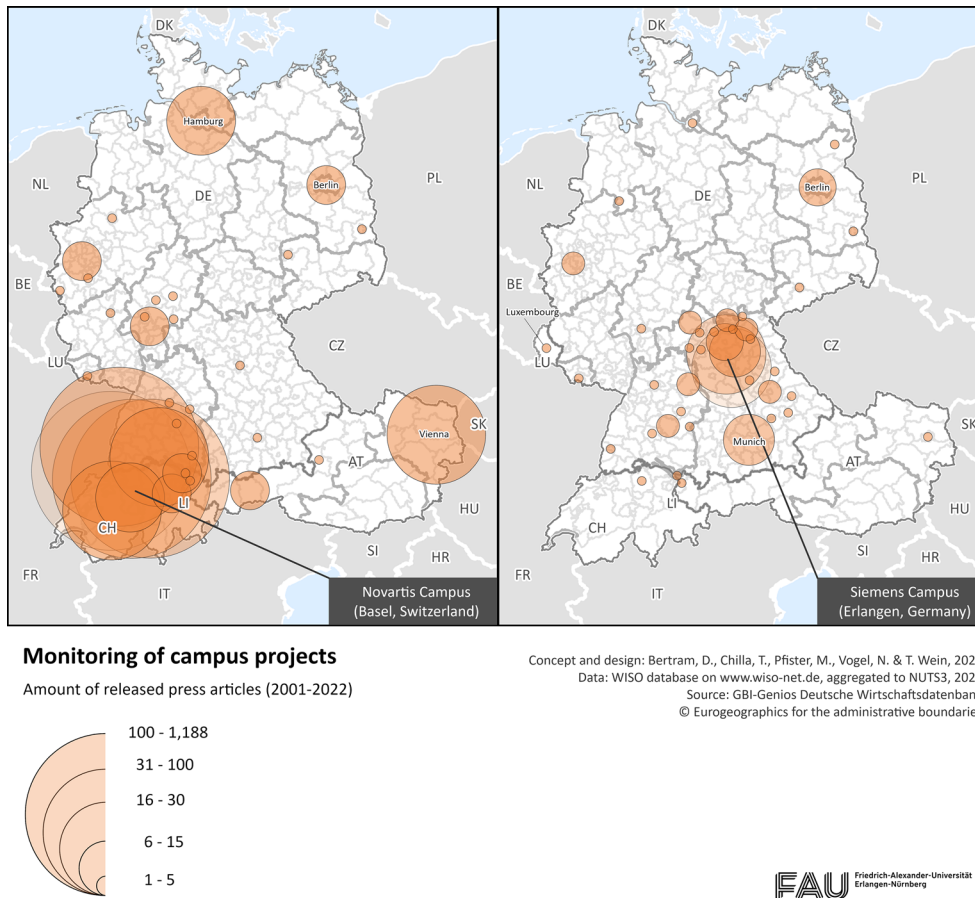 DK
Hamburg
Berlin
NL
PL
DE
BE
LU
CZ
SK
Vienna
AT
LI
CH
HU
SI
HR
FR
IT
Novartis Campus
(Basel, Switzerland)
DK
NL
PL
Berlin
DE
BE
Luxembourg
LU
CZ
SK
Munich
AT
LI
CH
HU
SI
HR
FR
IT
Siemens Campus
(Erlangen, Germany)
Monitoring of campus projects
Amount of released press articles (2001-2022)
100 - 1,188
31 - 100
16 - 30
6 - 15
1 - 5
Concept and design: Bertram, D., Chilla, T., Pfister, M., Vogel, N. & T. Wein, 202
Data: WISO database on www.wiso-net.de, aggregated to NUTS3, 202
Source: GBI-Genios Deutsche Wirtschaftsdatenban
© Eurogeographics for the administrative boundarie
FAU Friedrich-Alexander-Universität
Erlangen-Nürnberg